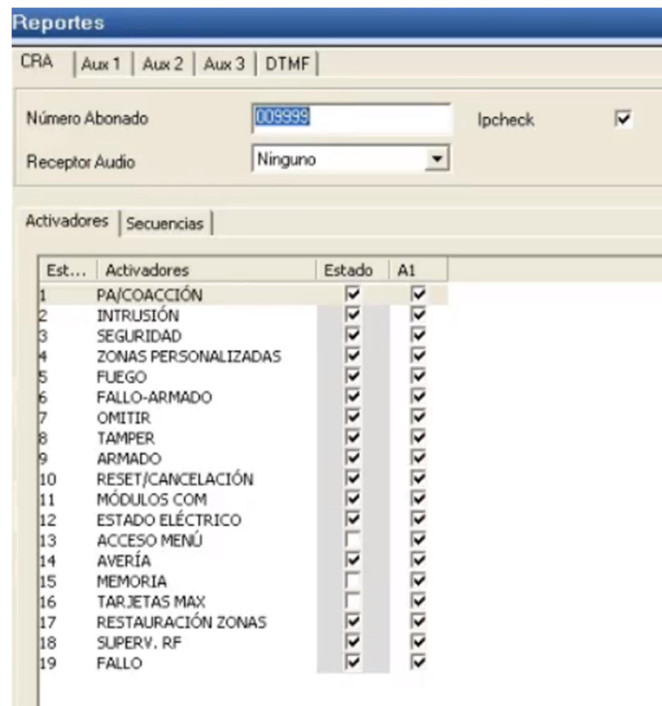 Reportes
CRA Aux 1 Aux 2 Aux 3 DTMF
Número Abonado 009999 Ipcheck
Receptor Audio Ninguno
Activadores Secuencias
Est... Activadores Estado A1
1 PA/COACCIÓN
2 INTRUSIÓN
3 SEGURIDAD
4 ZONAS PERSONALIZADAS
5 FUEGO
6 FALLO-ARMADO
7 OMITIR
8 TAMPER
9 ARMADO
10 RESET/CANCELACIÓN
11 MÓDULOS COM
12 ESTADO ELÉCTRICO
13 ACCESO MENÚ
14 AVERÍA
15 MEMORIA
16 TARJETAS MAX
17 RESTAURACIÓN ZONAS
18 SUPERV. RF
19 FALLO